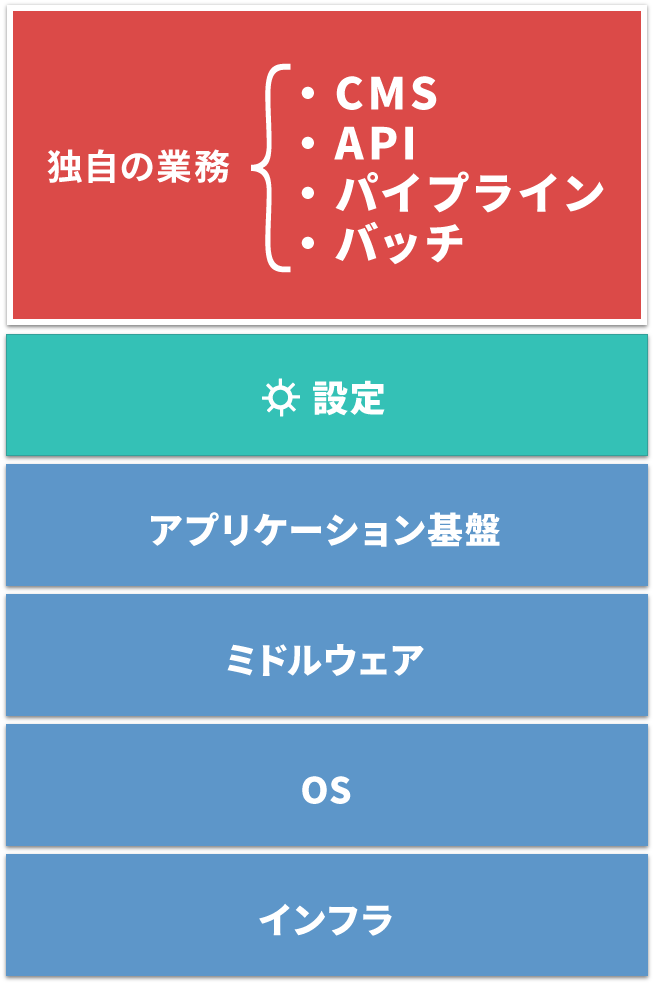 独自の業務
・CMS
・API
・パイプライン
・バッチ
設定
アプリケーション基盤
ミドルウェア
OS
インフラ